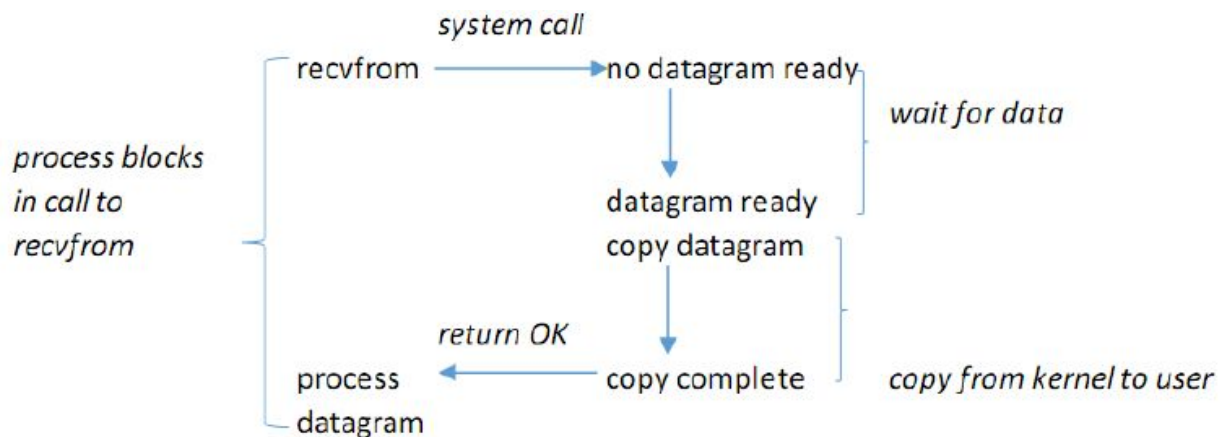 system call
recvfrom
no datagram ready
wait for data
process blocks
in call to
recvfrom
datagram ready
copy datagram
return OK
process
datagram
copy complete
copy from kernel to user